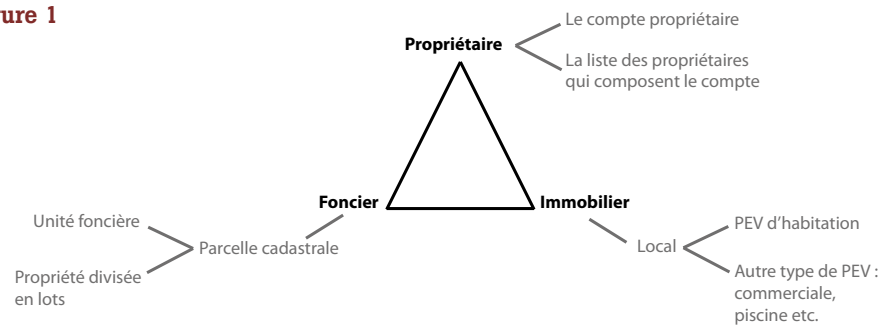 ure 1
Le compte propriétaire
Propriétaire
La liste des propriétaires
qui composent le compte
Foncier
Immobilier
Unité foncière
Parcelle cadastrale
Propriété divisée
en lots
Local
PEV d’habitation
Autre type de PEV :
commerciale,
piscine etc.